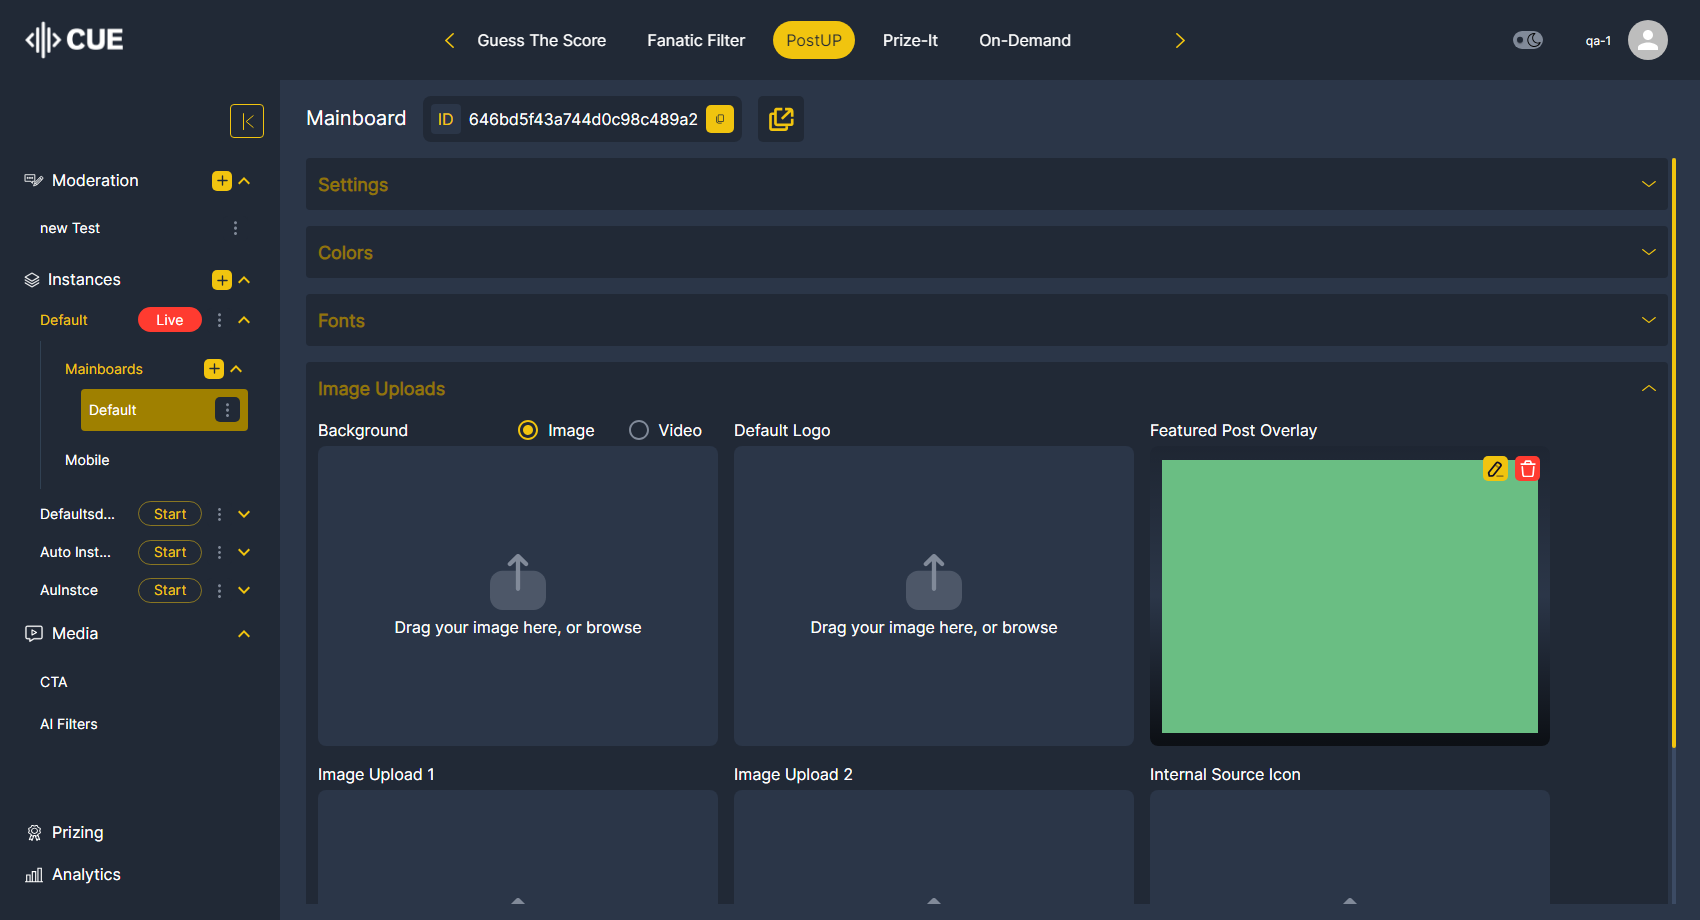 CUE
Guess The Score
Fanatic Filter
PostUP
Prize-It
On-Demand
qa-1
Moderation
new Test
Instances
Default
Live
Mainboards
Default
Mobile
Defaultsd...
Start
Auto Inst...
Start
AuInstce
Start
Media
CTA
AI Filters
Prizing
Analytics
Mainboard
ID 646bd5f43a744d0c98c489a2
Settings
Colors
Fonts
Image Uploads
Background
Image
Video
Default Logo
Featured Post Overlay
Drag your image here, or browse
Drag your image here, or browse
Image Upload 1
Image Upload 2
Internal Source Icon